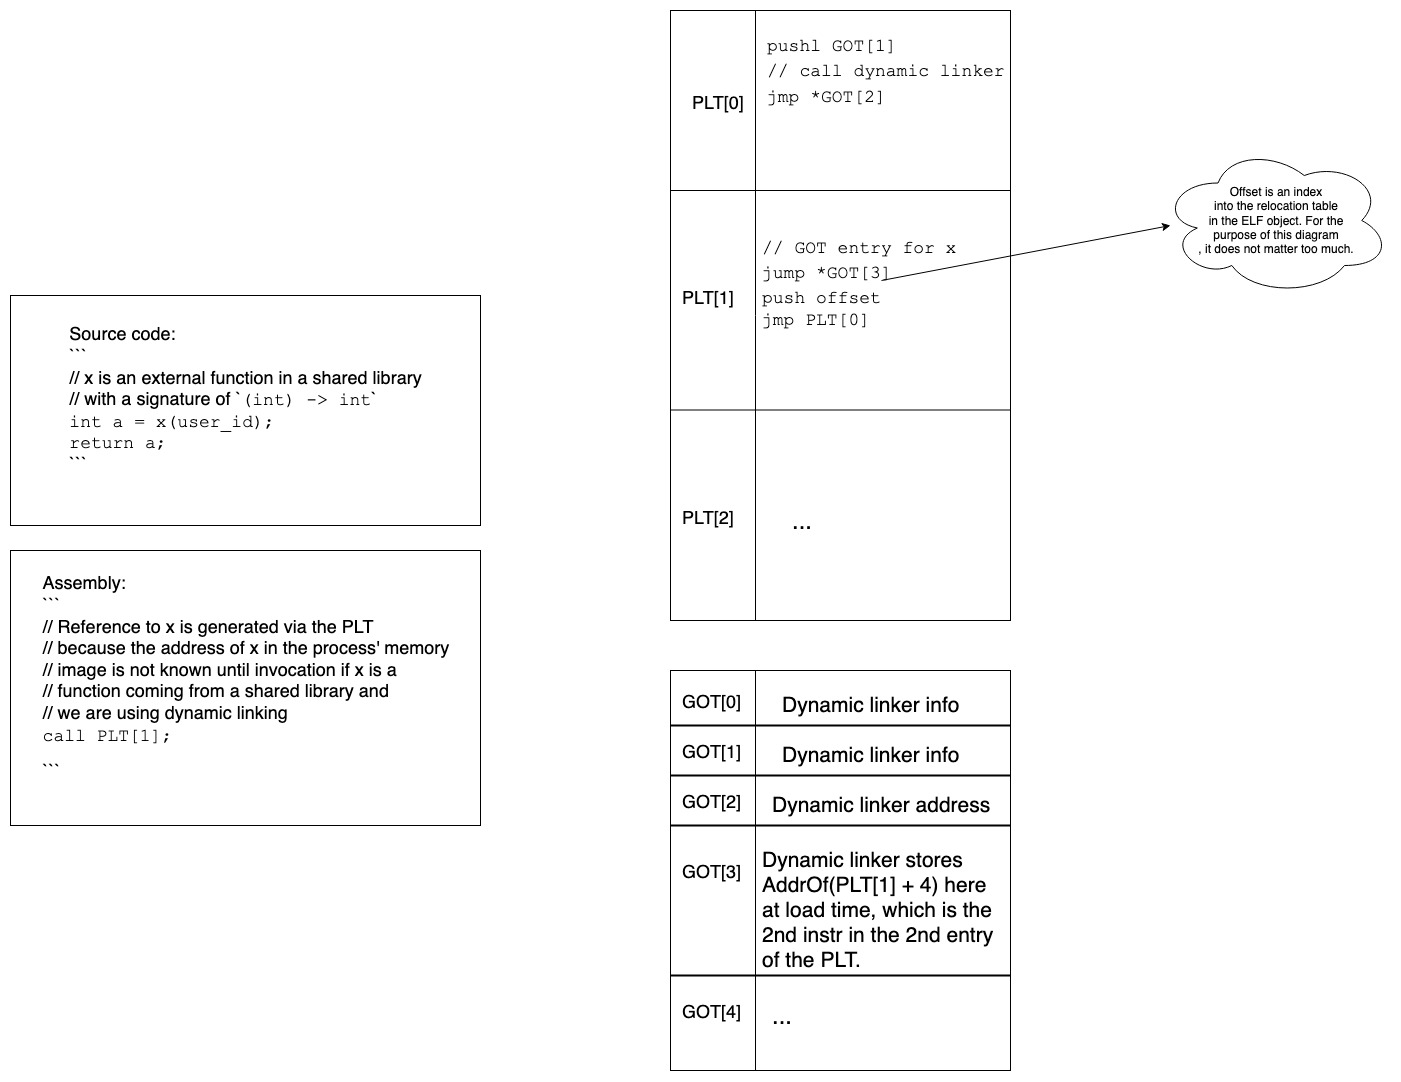 Source code:
```
// x is an external function in a shared library
// with a signature of `(int) -> int`
int a = x(user_id);
return a;
```
Assembly:
```
// Reference to x is generated via the PLT
// because the address of x in the process' memory
// image is not known until invocation if x is a
// function coming from a shared library and
// we are using dynamic linking
call PLT[1];
```
PLT[0]
pushl GOT[1]
// call dynamic linker
jmp *GOT[2]
PLT[1]
// GOT entry for x
jump *GOT[3]
push offset
jmp PLT[0]
PLT[2]
...
Offset is an index
into the relocation table
in the ELF object. For the
purpose of this diagram
, it does not matter too much.
GOT[0]
Dynamic linker info
GOT[1]
Dynamic linker info
GOT[2]
Dynamic linker address
GOT[3]
Dynamic linker stores
AddrOf(PLT[1] + 4) here
at load time, which is the
2nd instr in the 2nd entry
of the PLT.
GOT[4]
...